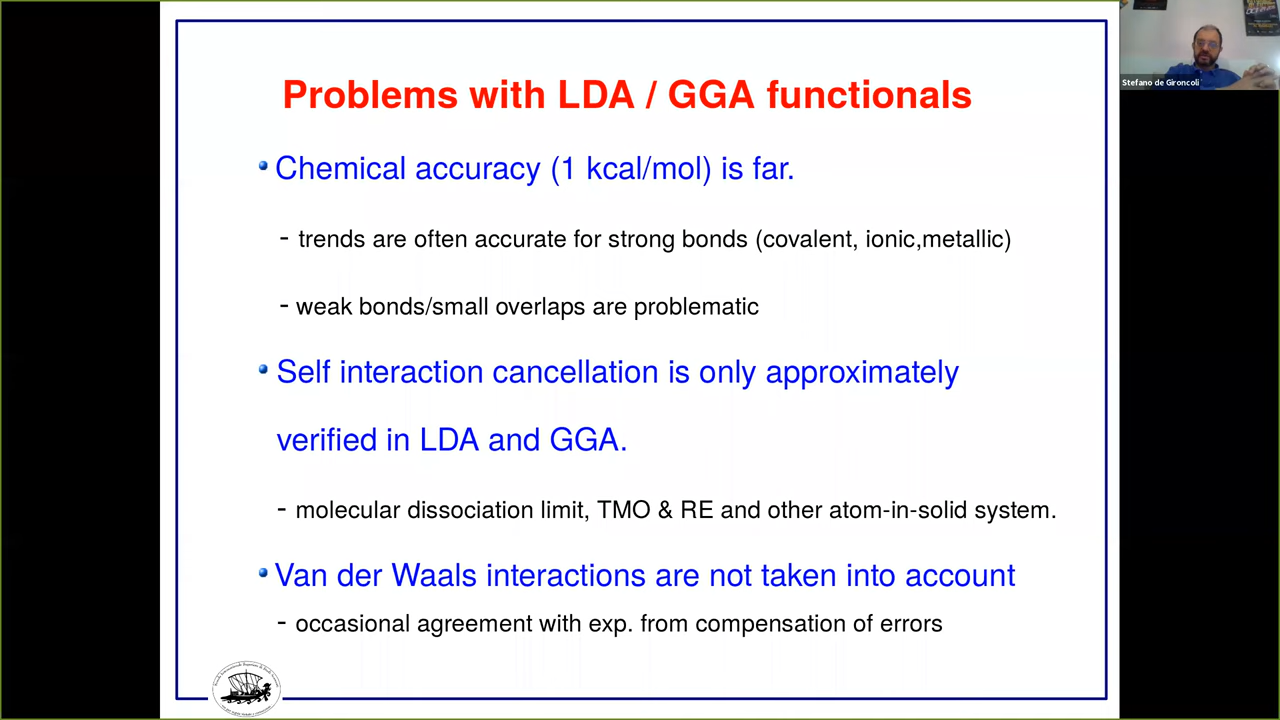 Problems with LDA / GGA functionals
Chemical accuracy (1 kcal/mol) is far.
- trends are often accurate for strong bonds (covalent, ionic,metallic)
- weak bonds/small overlaps are problematic
Self interaction cancellation is only approximately
verified in LDA and GGA.
- molecular dissociation limit, TMO & RE and other atom-in-solid system.
Van der Waals interactions are not taken into account
- occasional agreement with exp. from compensation of errors
Stefano de Gironcoli